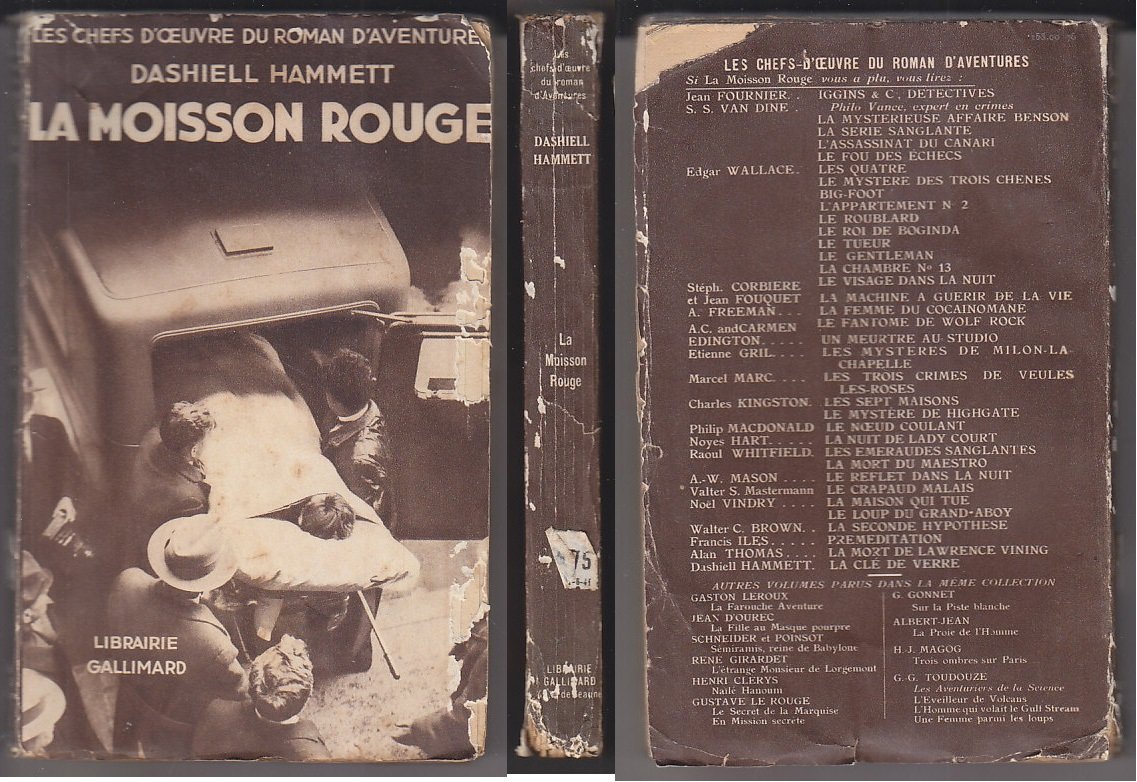 LES CHEFS D'ŒUVRE DU ROMAN D'AVENTURE
DASHIELL HAMMETT
LA MOISSON ROUGE
LIBRAIRIE
GALLIMARD
Les
chefs-d'œuvre
du
roman
d'Aventures
DASHIELL
HAMMETT
La
Moisson
Rouge
75
LIBRAIRIE
GALLIMARD
de Beaune
LES CHEFS-D'ŒUVRE DU ROMAN D'AVENTURES
Si La Moisson Rouge vous a plu, vous lirez :
Jean FOURNIER. . IGGINS & C, DETECTIVES
S. S. VAN DINE . Philo Vance, expert en crimes
LA MYSTERIEUSE AFFAIRE BENSON
LA SERIE SANGLANTE
L'ASSASSINAT DU CANARI
LE FOU DES ÉCHECS
Edgar WALLACE. LES QUATRE
LE MYSTERE DES TROIS CHENES
BIG-FOOT
L'APPARTEMENT N 2
LE ROUBLARD
LE ROI DE BOGINDA
LE TUEUR
LE GENTLEMAN
LA CHAMBRE No 13
LE VISAGE DANS LA NUIT
Stéph. CORBIERE
et Jean FOUQUET LA MACHINE A GUERIR DE LA VIE
A. FREEMAN. . . LA FEMME DU COCAINOMANE
LE FANTOME DE WOLF ROCK
A.C. and CARMEN
EDINGTON. . . . . UN MEURTRE AU STUDIO
Etienne GRIL. . . . LES MYSTERES DE MILON-LA-
CHAPELLE
Marcel MARC. . . . LES TROIS CRIMES DE VEULES
LES-ROSES
Charles KINGSTON. LES SEPT MAISONS
LE MYSTÈRE DE HIGHGATE
Philip MACDONALD LE NŒUD COULANT
Noyes HART. . . . . LA NUIT DE LADY COURT
Raoul WHITFIELD. LES EMERAUDES SANGLANTES
LA MORT DU MAESTRO
A.-W. MASON . . . . LE REFLET DANS LA NUIT
Valter S. Mastermann LE CRAPAUD MALAIS
Noël VINDRY . . . . LA MAISON QUI TUE
LE LOUP DU GRAND-ABOY
Walter C. BROWN. . LA SECONDE HYPOTHESE
Francis ILES . . . . . PREMEDITATION
Alan THOMAS. . . . LA MORT DE LAWRENCE VINING
Dashiell HAMMETT. LA CLÉ DE VERRE
AUTRES VOLUMES PARUS DANS LA MÊME COLLECTION
GASTON LEROUX
La Farouche Aventure
JEAN D'OUREC
La Fille au Masque pourpre
SCHNEIDER et POINSOT
Sémiramis, reine de Babylone
RENE GIRARDET
L'étrange Monsieur de Lorgemont
HENRI CLERYS
Naïlé Hanoum
GUSTAVE LE ROUGE
Le Secret de la Marquise
En Mission secrete
G. GONNET
Sur la Piste blanche
ALBERT-JEAN
La Proie de l'Homme
H.-J. MAGOG
Trois ombres sur Paris
G.-G. TOUDOUZE
Les Aventuriers de la Science
L'Eveilleur de Volcans
L'Homme qui volait le Gulf Stream
Une Femme parmi les loups